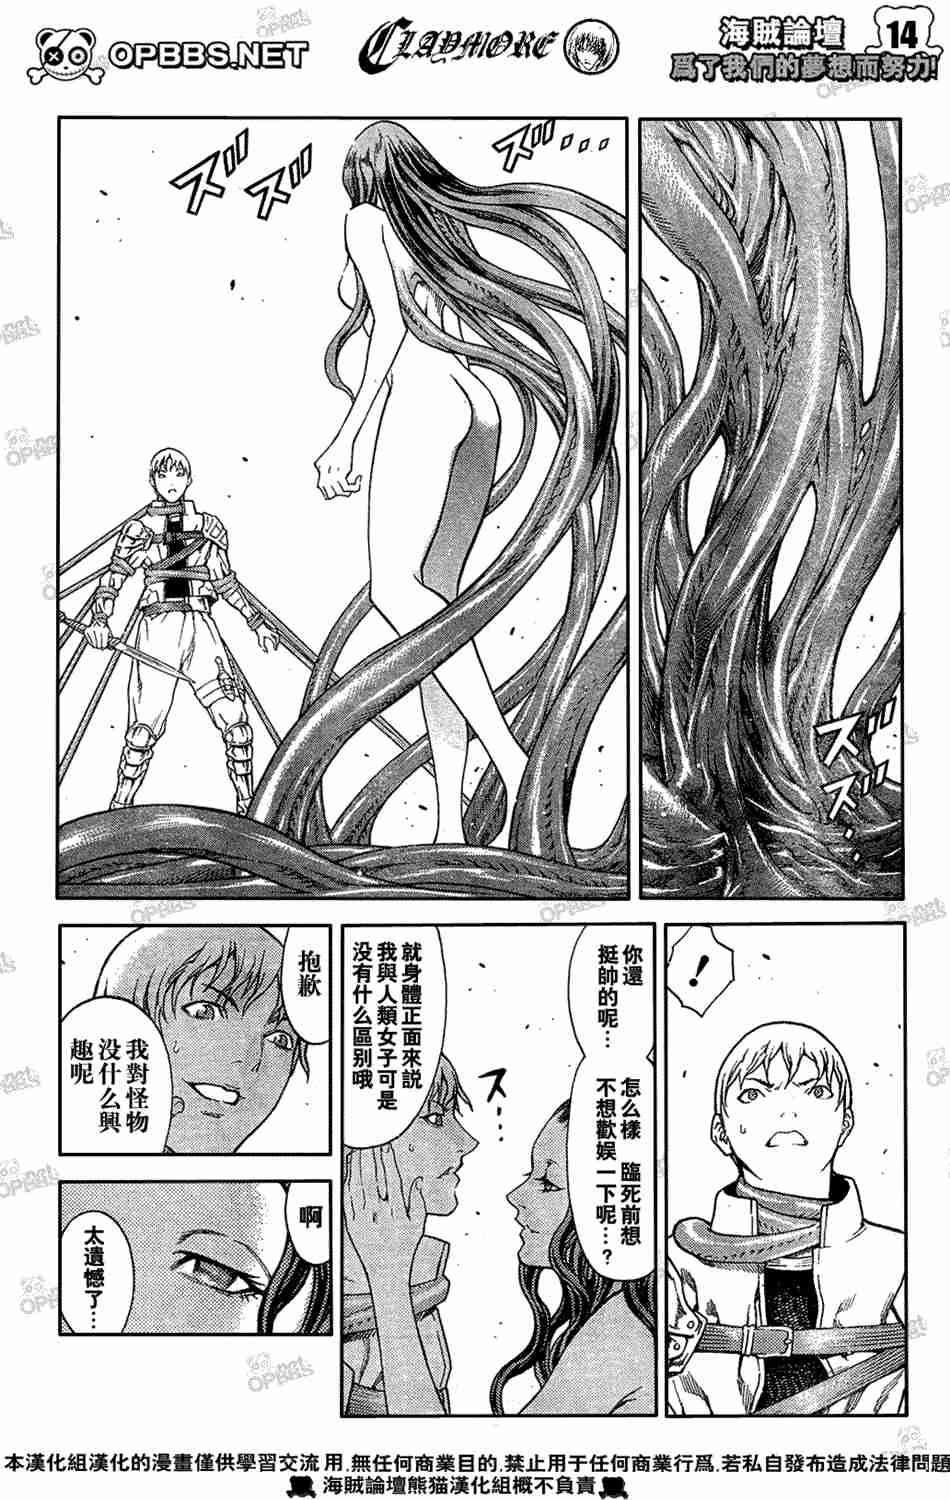 OPBBS.NET
CLAYMORE
海賊論壇
爲了我們的夢想而努力!
14
ズズ
ズズ
ズズ...
ズズ
ズズ...
!
你還
挺帥的呢…
怎么樣 臨死前想
不想歡娱一下呢…?
就身體正面來説
我與人類女子可是
没有什么區别哦
ズ...
抱歉
我對怪物
没什么興
趣呢
啊
太遺憾了…
本漢化組漢化的漫畫僅供學習交流用.無任何商業目的.禁止用于任何商業行爲.若私自發布造成法律問題
海賊論壇熊猫漢化組概不負責